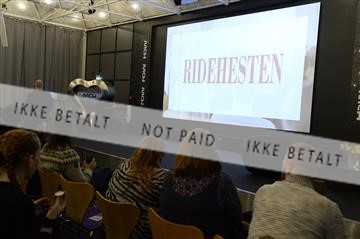 RIDEHESTEN
IKKE BETALT NOT PAID IKKE BETALT